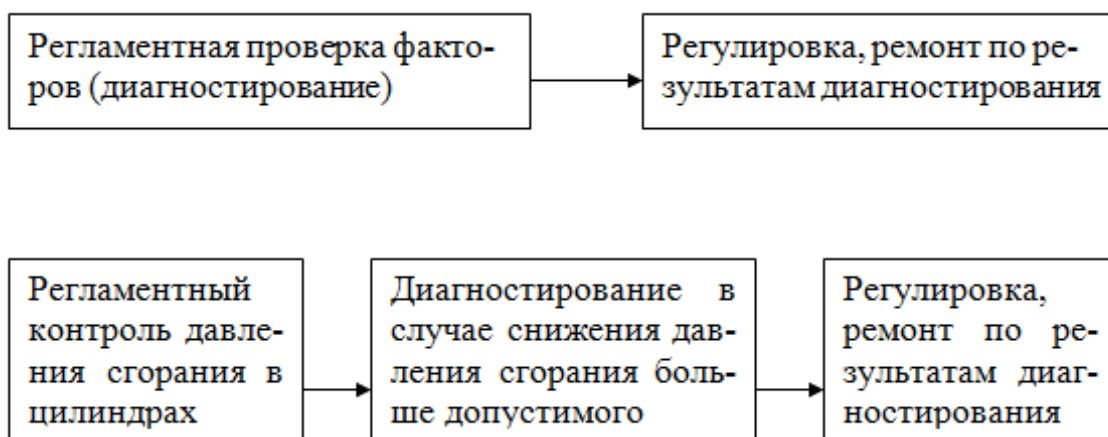 Регламентная проверка факто-
ров (диагностирование)
Регулировка, ремонт по ре-
зультатам диагностирования
Регламентный
контроль давле-
ния сгорания в
цилиндрах
Диагностирование в
случае снижения дав-
ления сгорания боль-
ше допустимого
Регулировка,
ремонт по ре-
зультатам диаг-
ностирования